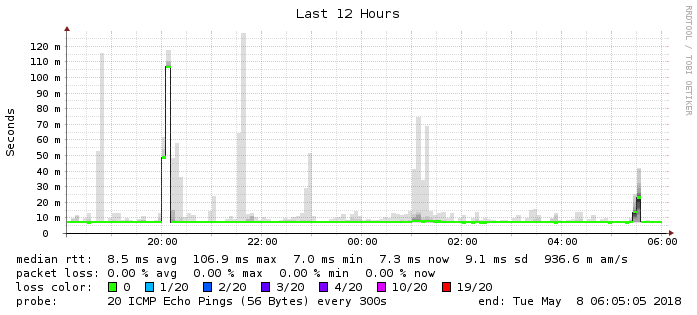 Last 12 Hours
RRDTOOL / TOBI OETIKER
Seconds
120 m
110 m
100 m
90 m
80 m
70 m
60 m
50 m
40 m
30 m
20 m
10 m
0
20:00 22:00 00:00 02:00 04:00 06:00
median rtt: 8.5 ms avg 106.9 ms max 7.0 ms min 7.3 ms now 9.1 ms sd 936.6 m am/s
packet loss: 0.00 % avg 0.00 % max 0.00 % min 0.00 % now
loss color: 0 1/20 2/20 3/20 4/20 10/20 19/20
probe: 20 ICMP Echo Pings (56 Bytes) every 300s end: Tue May 8 06:05:05 2018